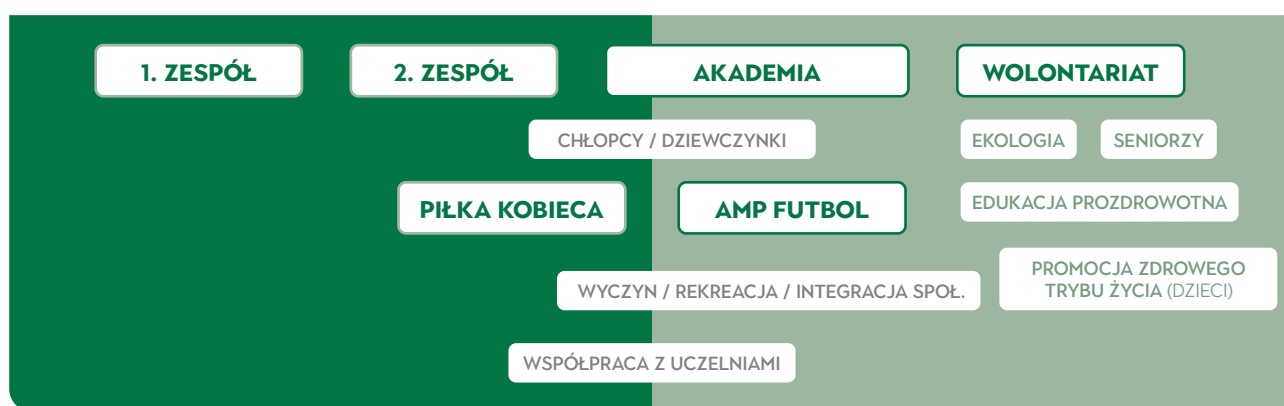 1. ZESPÓŁ
2. ZESPÓŁ
AKADEMIA
WOLONTARIAT
CHŁOPCY / DZIEWCZYNKI
EKOLOGIA
SENIORZY
PIŁKA KOBIECA
AMP FUTBOL
EDUKACJA PROZDROWOTNA
WYCZYN / REKREACJA / INTEGRACJA SPOŁ.
PROMOCJA ZDROWEGO
TRYBU ŻYCIA (DZIECI)
WSPÓŁPRACA Z UCZELNIAMI